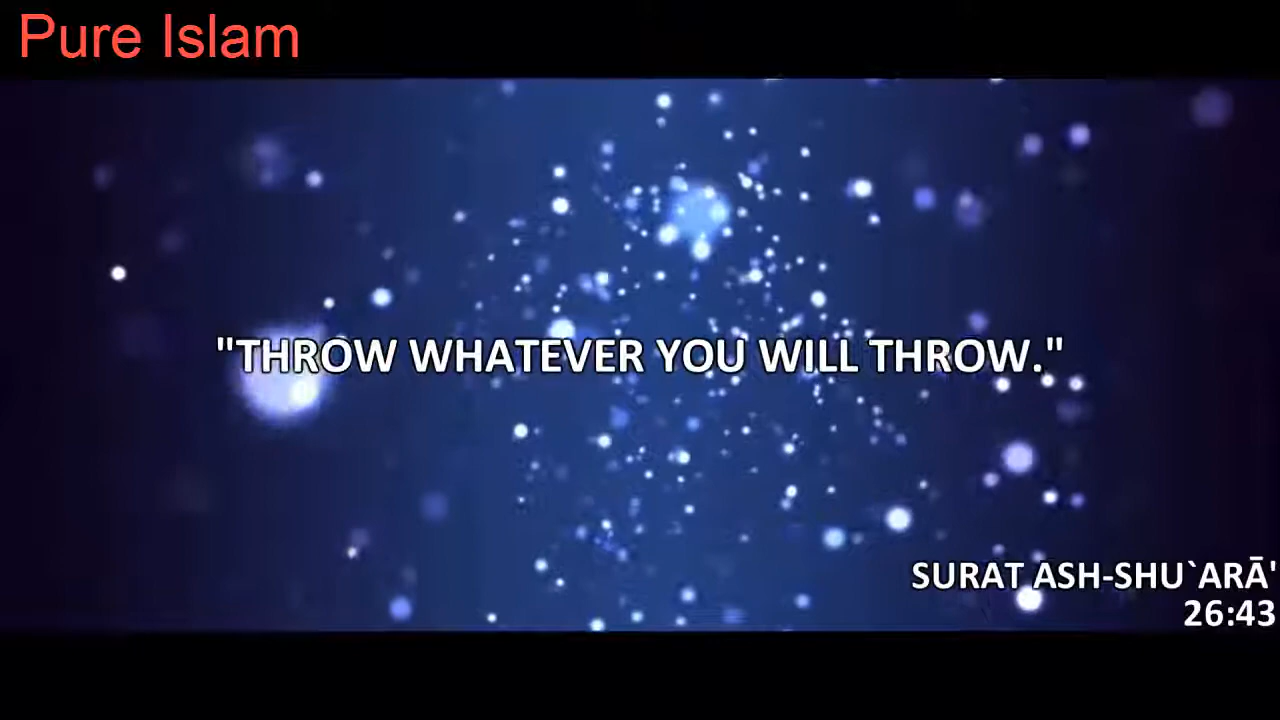 Pure Islam
"THROW WHATEVER YOU WILL THROW."
SURAT ASH-SHU`ARĀ'
26:43